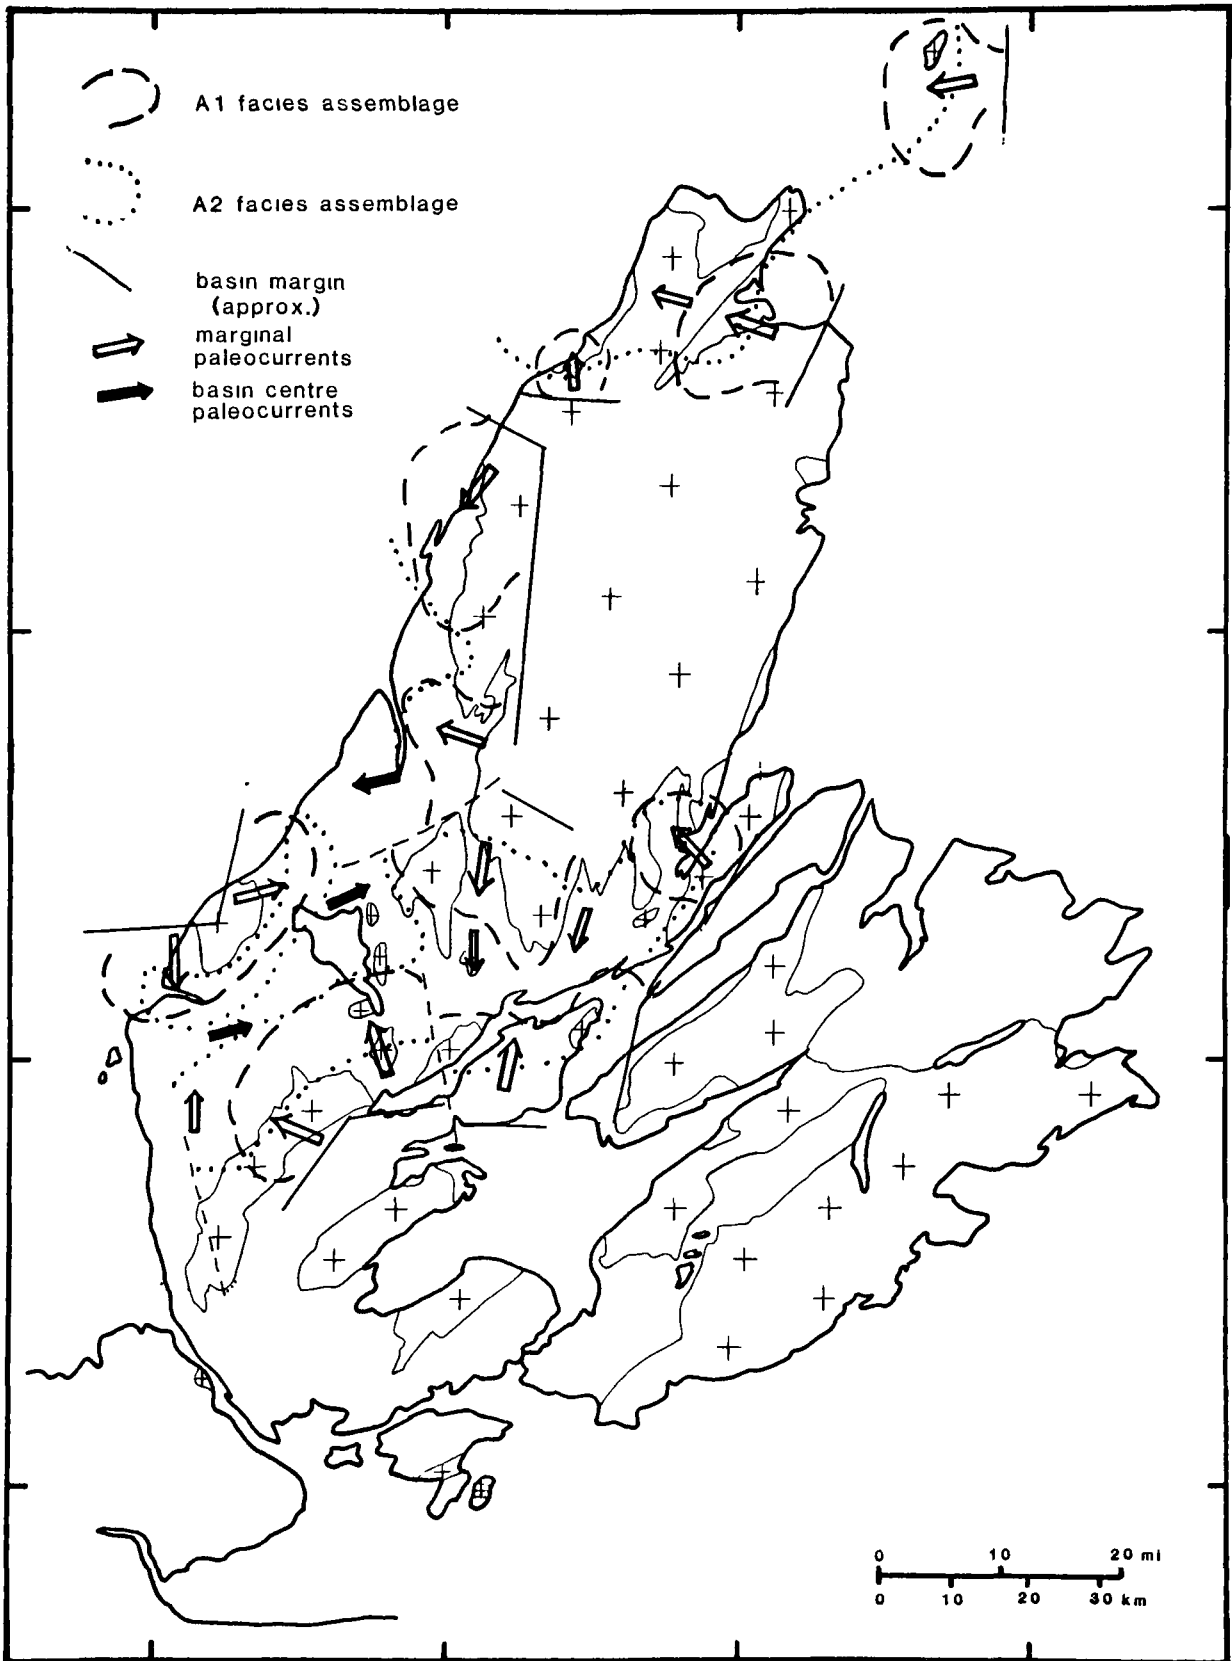 A1 facies assemblage
A2 facies assemblage
basin margin
(approx.)
marginal
paleocurrents
basin centre
paleocurrents
0 10 20 mi
0 10 20 30 km